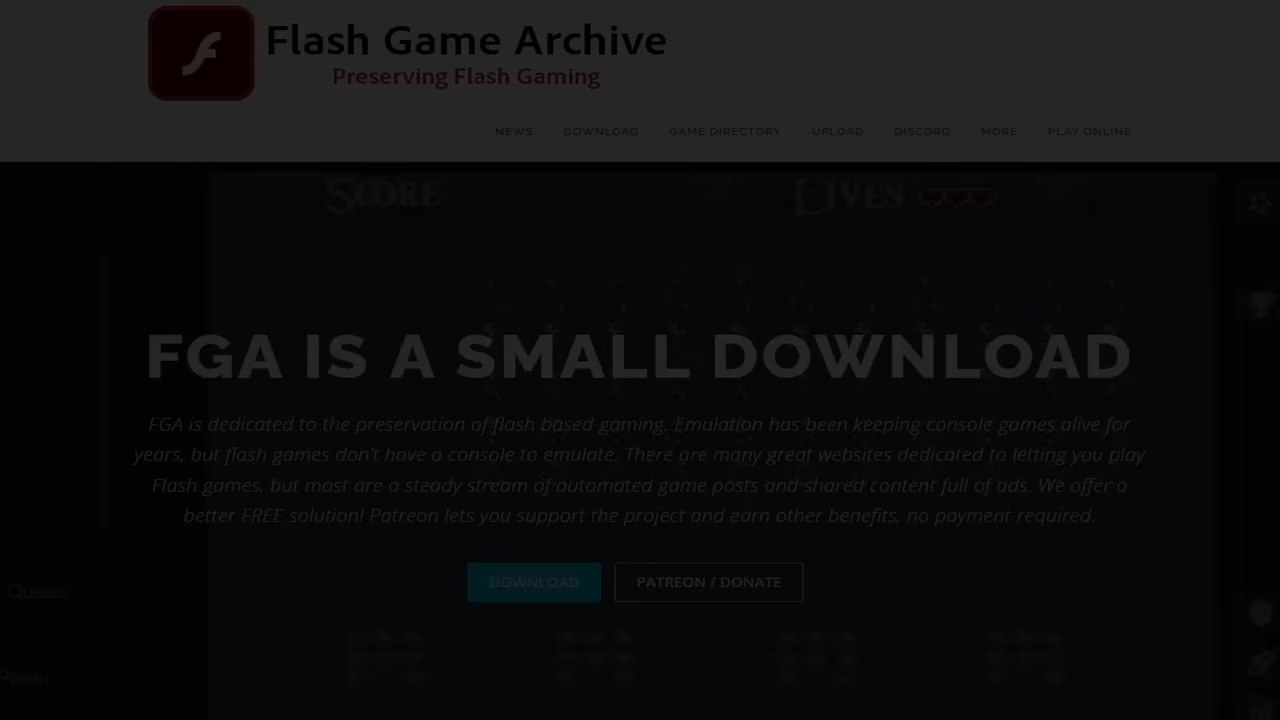 Flash Game Archive
Preserving Flash Gaming
NEWS DOWNLOAD GAME DIRECTORY UPLOAD DISCORD MORE PLAY ONLINE
SCORE LIVES
FGA IS A SMALL DOWNLOAD
FGA is dedicated to the preservation of flash based gaming. Emulation has been keeping console games alive for
years, but flash games don't have a console to emulate. There are many great websites dedicated to letting you play
Flash games, but most are a steady stream of automated game posts and shared content full of ads. We offer a
better FREE solution! Patreon lets you support the project and earn other benefits, no payment required.
DOWNLOAD PATREON / DONATE
Queue